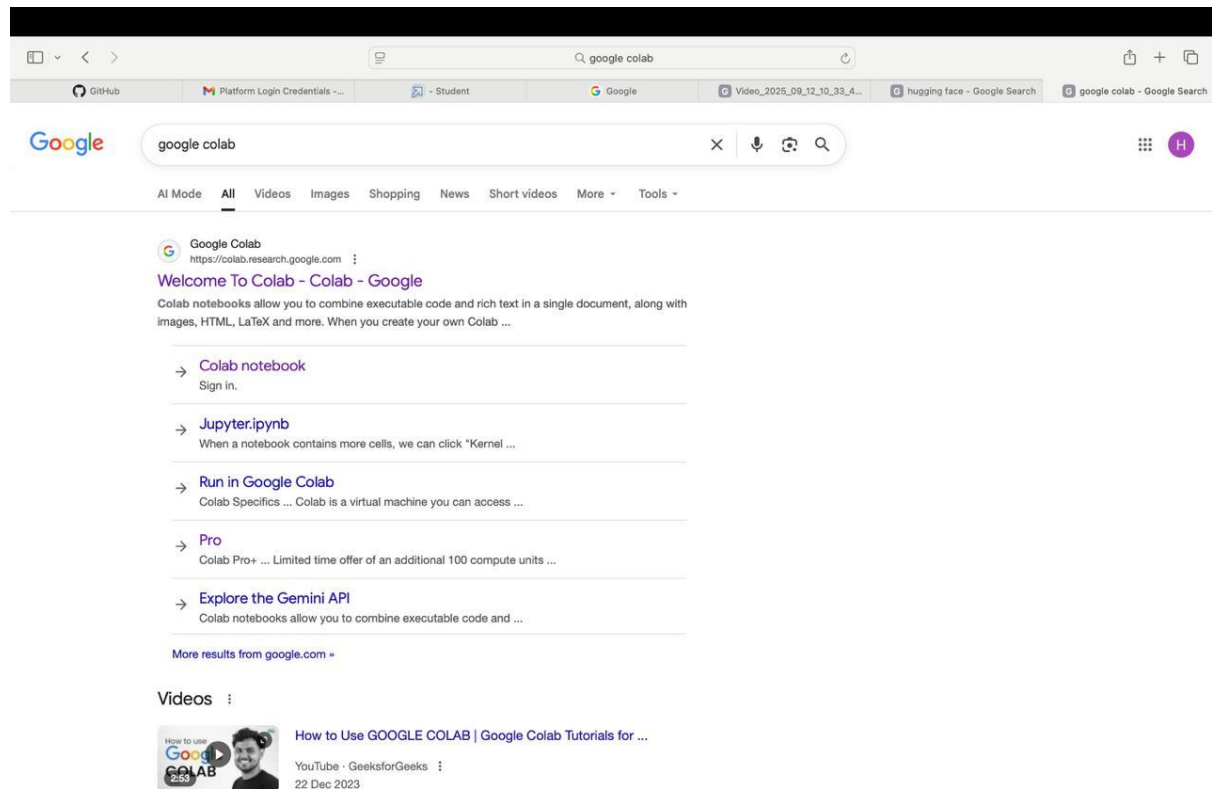 google colab
GitHub
Platform Login Credentials -...
- Student
Google
Video_2025_09_12_10_33_4...
hugging face - Google Search
google colab - Google Search
Google
google colab
H
AI Mode All Videos Images Shopping News Short videos More Tools
Google Colab
https://colab.research.google.com
Welcome To Colab - Colab - Google
Colab notebooks allow you to combine executable code and rich text in a single document, along with
images, HTML, LaTeX and more. When you create your own Colab ...
Colab notebook
Sign in.
Jupyter.ipynb
When a notebook contains more cells, we can click "Kernel ...
Run in Google Colab
Colab Specifics ... Colab is a virtual machine you can access ...
Pro
Colab Pro+ ... Limited time offer of an additional 100 compute units ...
Explore the Gemini API
Colab notebooks allow you to combine executable code and ...
More results from google.com »
Videos
How to use
Google
COLAB
2:53
How to Use GOOGLE COLAB | Google Colab Tutorials for ...
YouTube · GeeksforGeeks
22 Dec 2023